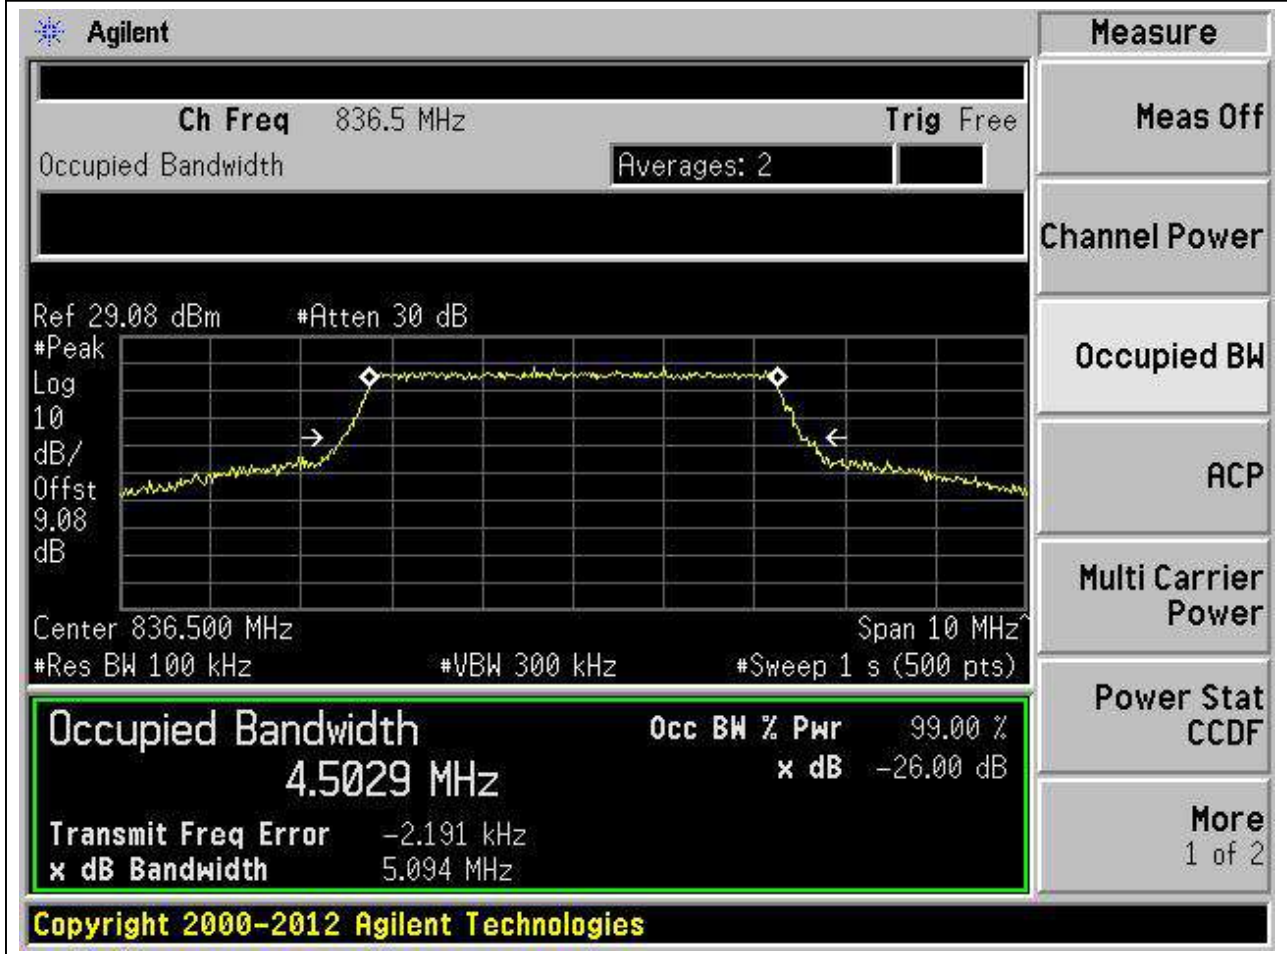 Agilent
Measure
Ch Freq 836.5 MHz Trig Free
Occupied Bandwidth Averages: 2
Meas Off
Channel Power
Occupied BW
ACP
Multi Carrier
Power
Power Stat
CCDF
More
1 of 2
Ref 29.08 dBm #Atten 30 dB
#Peak
Log
10
dB/
Offst
9.08
dB
Center 836.500 MHz Span 10 MHz^
#Res BW 100 kHz #VBW 300 kHz #Sweep 1 s (500 pts)
Occupied Bandwidth Occ BW % Pwr 99.00 %
4.5029 MHz x dB -26.00 dB
Transmit Freq Error -2.191 kHz
x dB Bandwidth 5.094 MHz
Copyright 2000-2012 Agilent Technologies